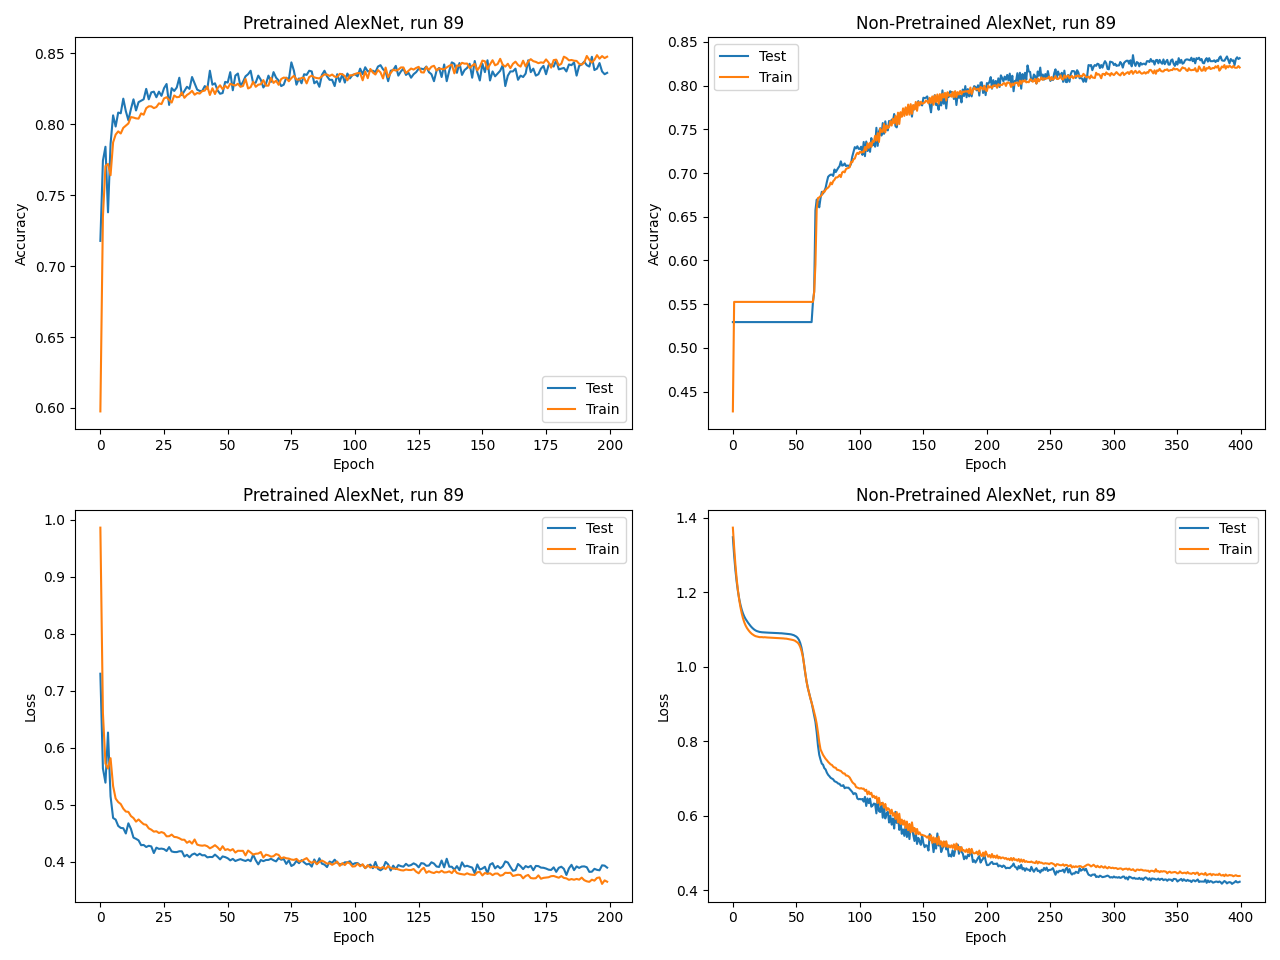 Pretrained AlexNet, run 89
0.85
0.80
0.75
0.70
0.65
0.60
Accuracy
Test
Train
0 25 50 75 100 125 150 175 200
Epoch
Non-Pretrained AlexNet, run 89
0.85
0.80
0.75
0.70
0.65
0.60
0.55
0.50
0.45
Accuracy
Test
Train
0 50 100 150 200 250 300 350 400
Epoch
Pretrained AlexNet, run 89
1.0
0.9
0.8
0.7
0.6
0.5
0.4
Loss
Test
Train
0 25 50 75 100 125 150 175 200
Epoch
Non-Pretrained AlexNet, run 89
1.4
1.2
1.0
0.8
0.6
0.4
Loss
Test
Train
0 50 100 150 200 250 300 350 400
Epoch